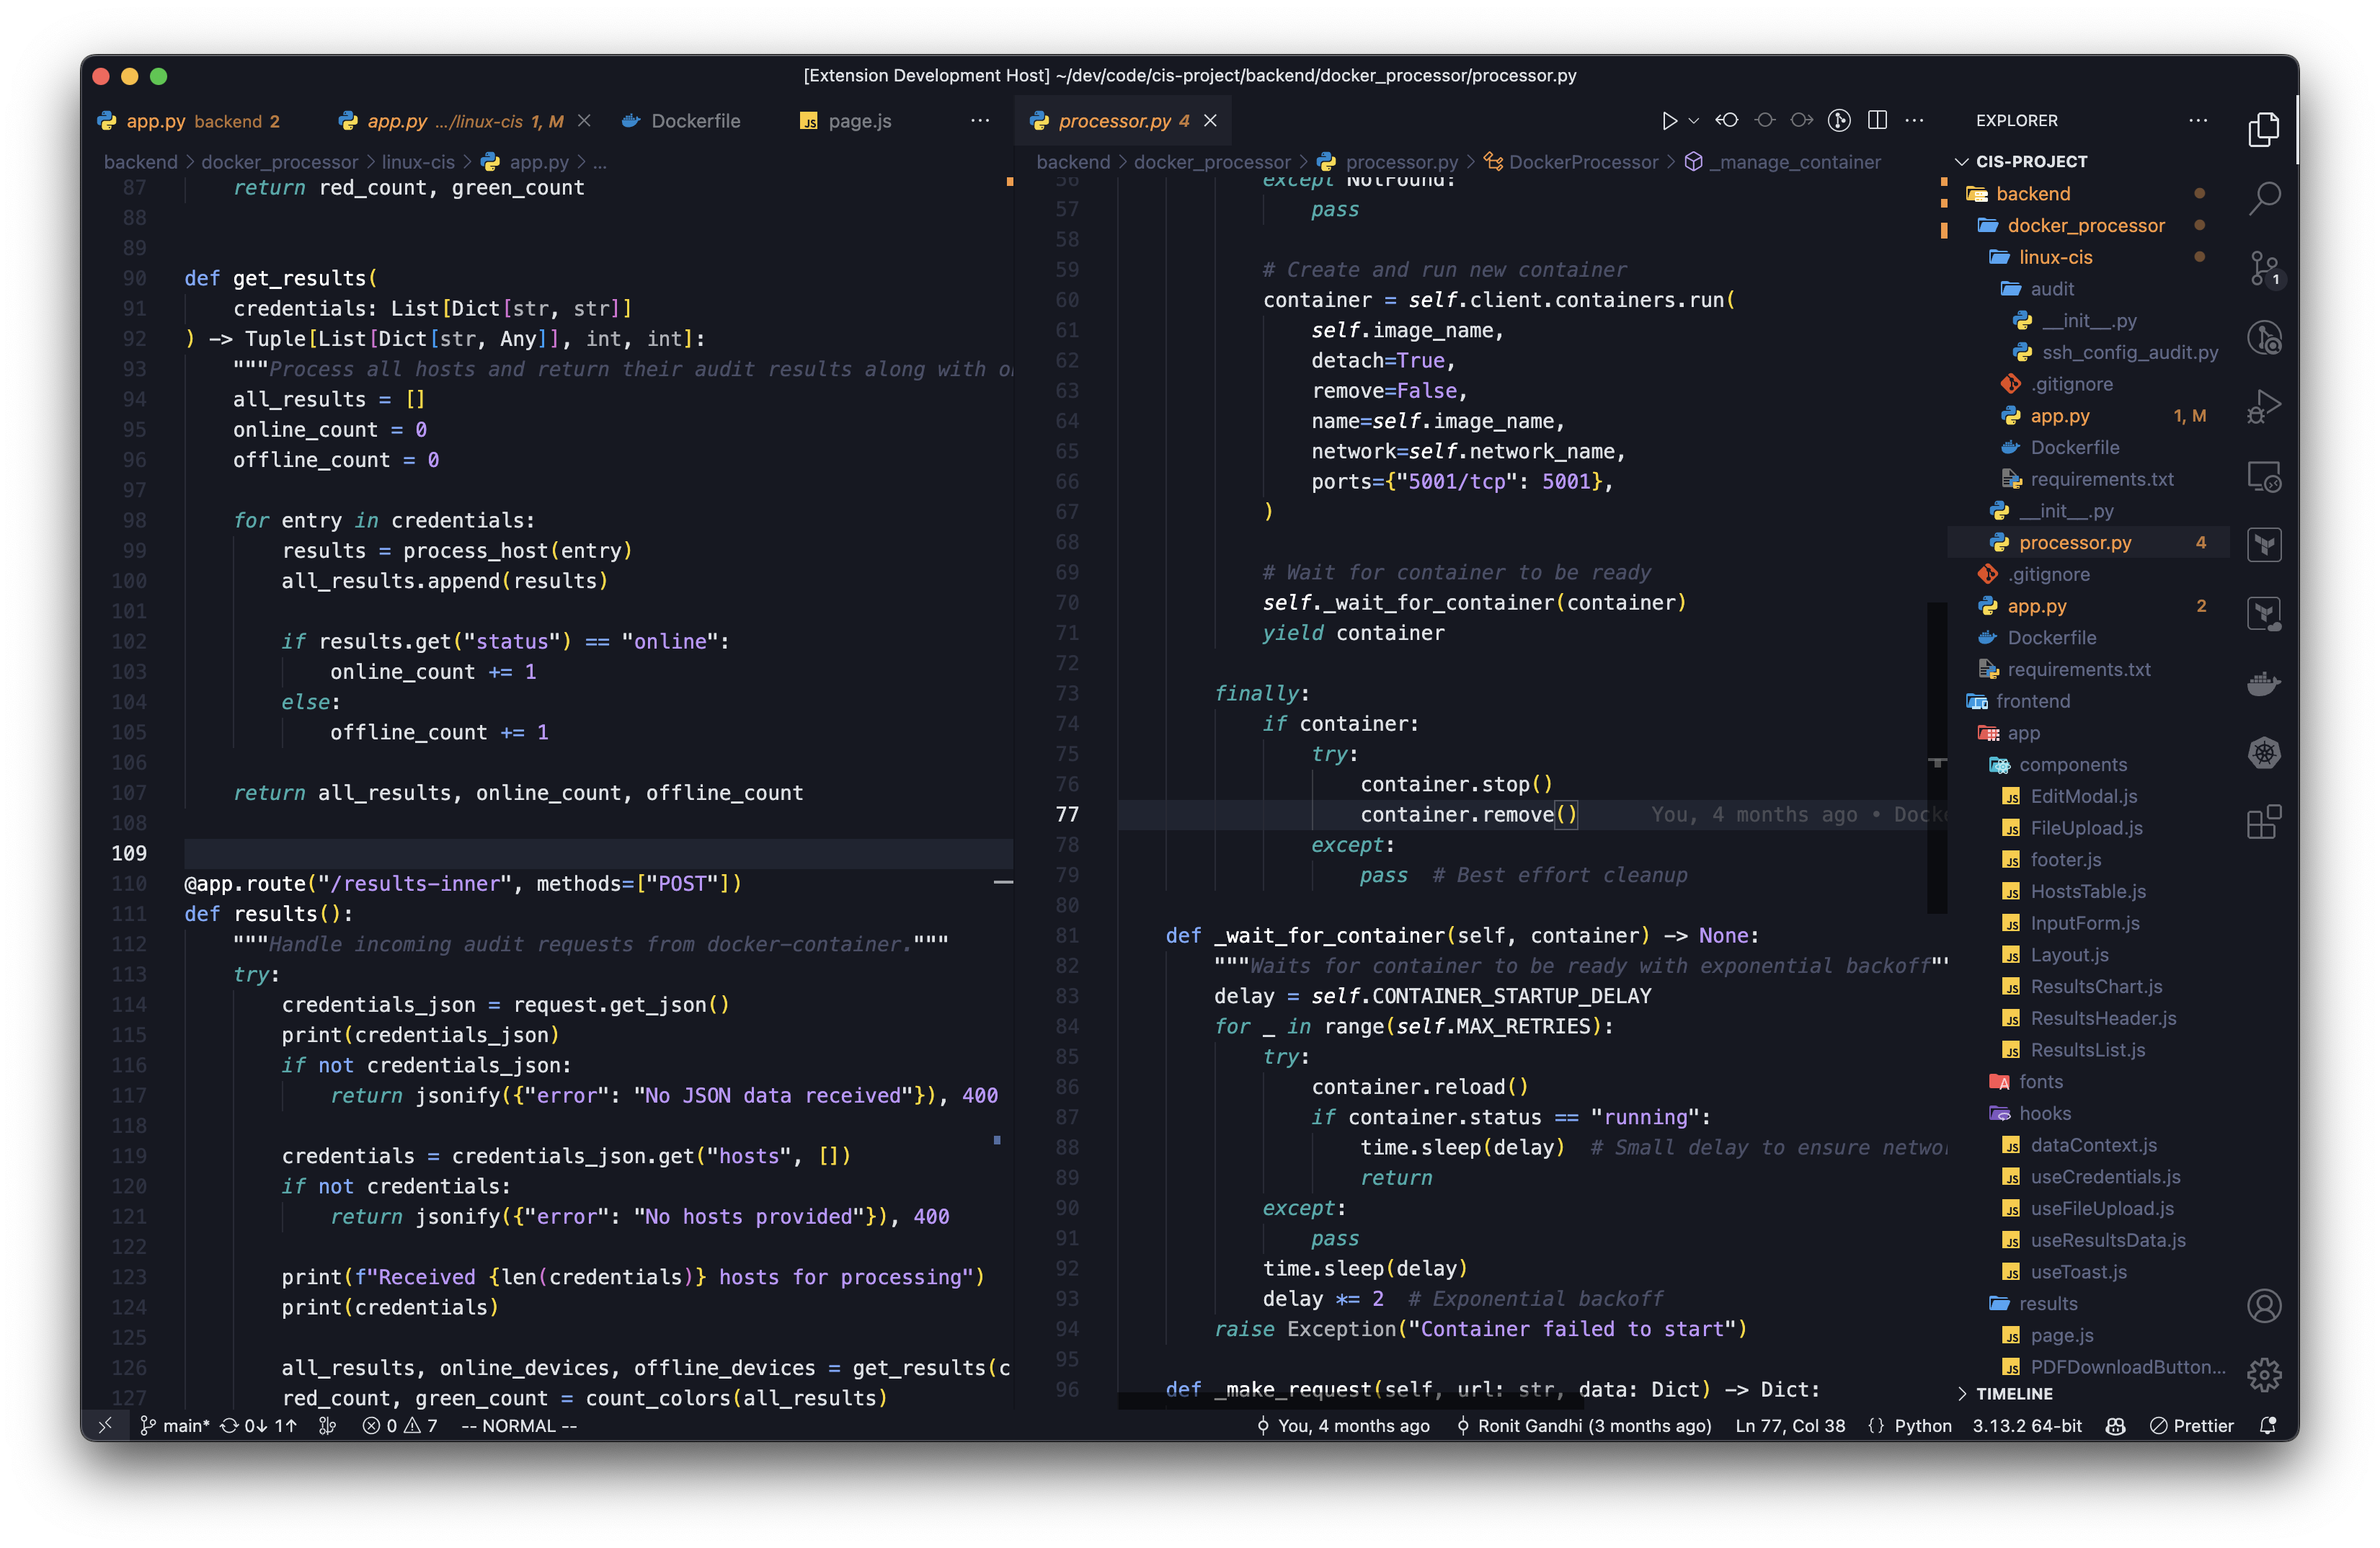 [Extension Development Host] ~/dev/code/cis-project/backend/docker_processor/processor.py
app.py backend 2
app.py .../linux-cis 1, M
Dockerfile
page.js
backend > docker_processor > linux-cis > app.py > ...
87 return red_count, green_count
88
89
90 def get_results(
91 credentials: List[Dict[str, str]]
92 ) -> Tuple[List[Dict[str, Any]], int, int]:
93 """Process all hosts and return their audit results along with o
94 all_results = []
95 online_count = 0
96 offline_count = 0
97
98 for entry in credentials:
99 results = process_host(entry)
100 all_results.append(results)
101
102 if results.get("status") == "online":
103 online_count += 1
104 else:
105 offline_count += 1
106
107 return all_results, online_count, offline_count
108
109
110 @app.route("/results-inner", methods=["POST"])
111 def results():
112 """Handle incoming audit requests from docker-container."""
113 try:
114 credentials_json = request.get_json()
115 print(credentials_json)
116 if not credentials_json:
117 return jsonify({"error": "No JSON data received"}), 400
118
119 credentials = credentials_json.get("hosts", [])
120 if not credentials:
121 return jsonify({"error": "No hosts provided"}), 400
122
123 print(f"Received {len(credentials)} hosts for processing")
124 print(credentials)
125
126 all_results, online_devices, offline_devices = get_results(c
127 red_count, green_count = count_colors(all_results)
processor.py 4
backend > docker_processor > processor.py > DockerProcessor > _manage_container
56 except NotFound:
57 pass
58
59 # Create and run new container
60 container = self.client.containers.run(
61 self.image_name,
62 detach=True,
63 remove=False,
64 name=self.image_name,
65 network=self.network_name,
66 ports={"5001/tcp": 5001},
67 )
68
69 # Wait for container to be ready
70 self._wait_for_container(container)
71 yield container
72
73 finally:
74 if container:
75 try:
76 container.stop()
77 container.remove() You, 4 months ago • Dock
78 except:
79 pass # Best effort cleanup
80
81 def _wait_for_container(self, container) -> None:
82 """Waits for container to be ready with exponential backoff""
83 delay = self.CONTAINER_STARTUP_DELAY
84 for _ in range(self.MAX_RETRIES):
85 try:
86 container.reload()
87 if container.status == "running":
88 time.sleep(delay) # Small delay to ensure netwo
89 return
90 except:
91 pass
92 time.sleep(delay)
93 delay *= 2 # Exponential backoff
94 raise Exception("Container failed to start")
95
96 def _make_request(self, url: str, data: Dict) -> Dict:
EXPLORER
CIS-PROJECT
backend
docker_processor
linux-cis
audit
__init__.py
ssh_config_audit.py
.gitignore
app.py 1, M
Dockerfile
requirements.txt
__init__.py
processor.py 4
.gitignore
app.py 2
Dockerfile
requirements.txt
frontend
app
components
EditModal.js
FileUpload.js
footer.js
HostsTable.js
InputForm.js
Layout.js
ResultsChart.js
ResultsHeader.js
ResultsList.js
fonts
hooks
dataContext.js
useCredentials.js
useFileUpload.js
useResultsData.js
useToast.js
results
page.js
PDFDownloadButton...
TIMELINE
1
main* 0↓ 1↑ 0 7 -- NORMAL -- You, 4 months ago Ronit Gandhi (3 months ago) Ln 77, Col 38 {} Python 3.13.2 64-bit Prettier